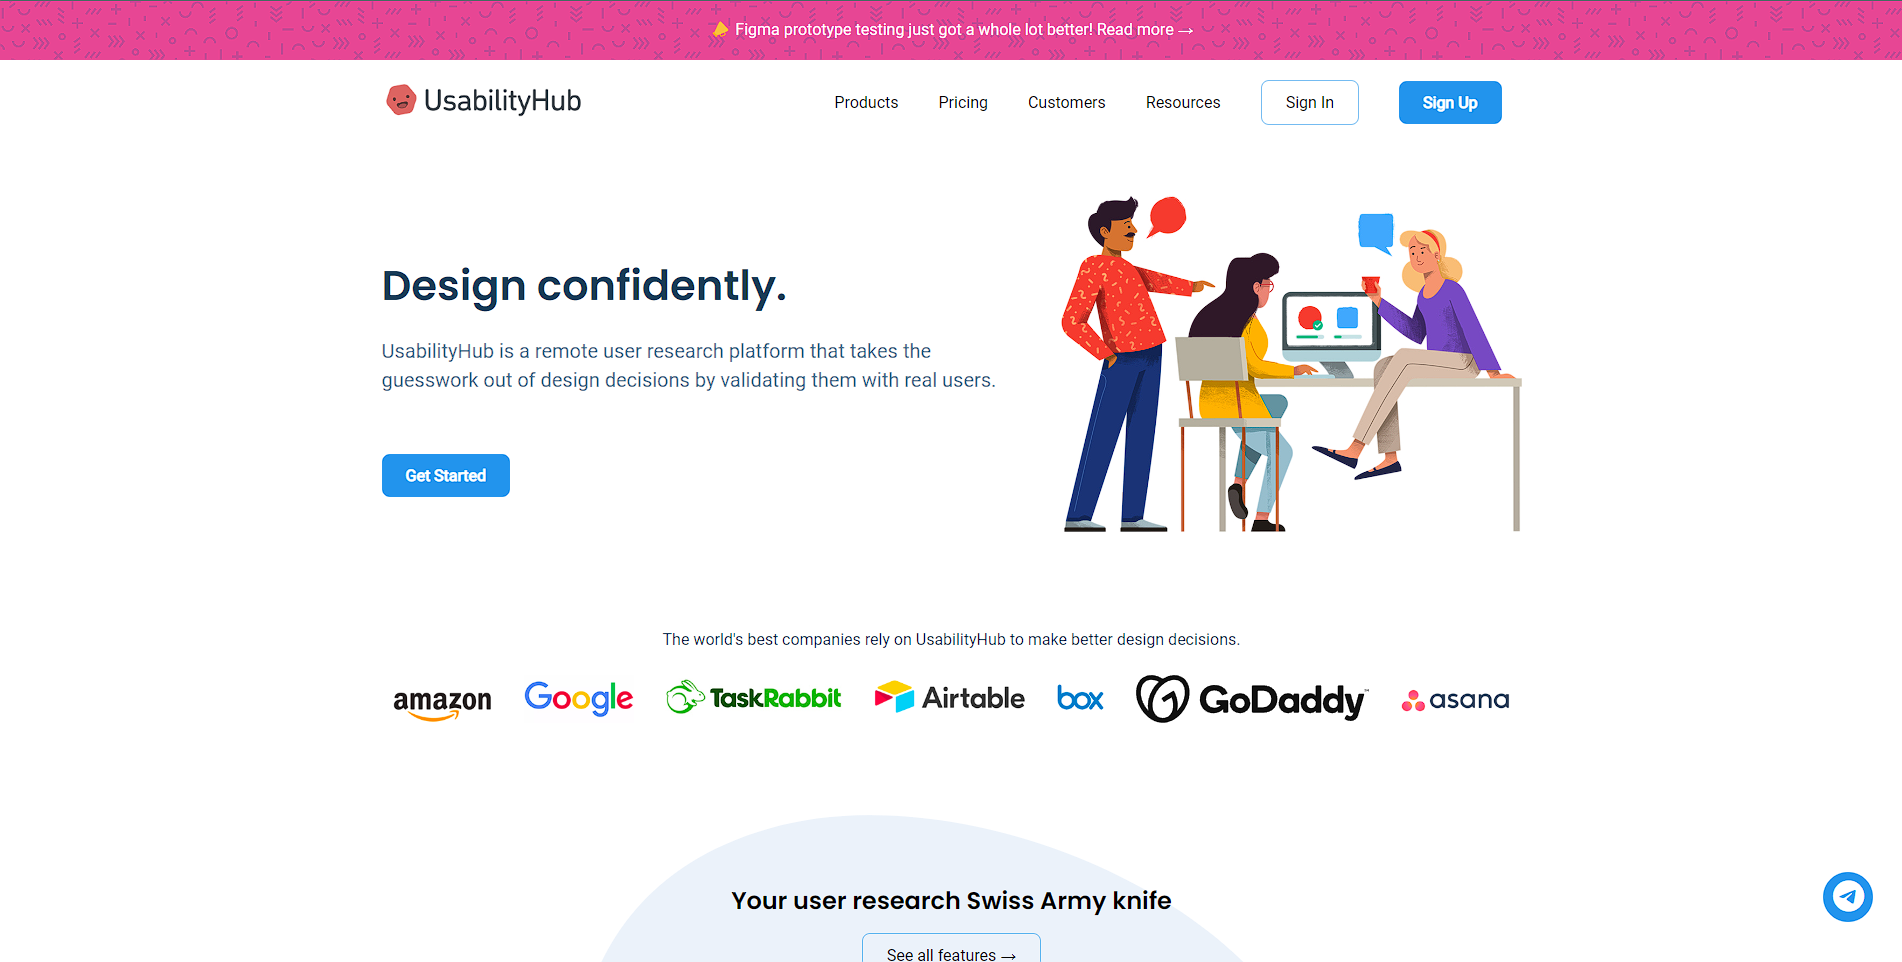 Figma prototype testing just got a whole lot better! Read more →
UsabilityHub
Products
Pricing
Customers
Resources
Sign In
Sign Up
Design confidently.
UsabilityHub is a remote user research platform that takes the
guesswork out of design decisions by validating them with real users.
Get Started
The world's best companies rely on UsabilityHub to make better design decisions.
amazon
Google
TaskRabbit
Airtable
box
GoDaddy™
asana
Your user research Swiss Army knife
See all features →